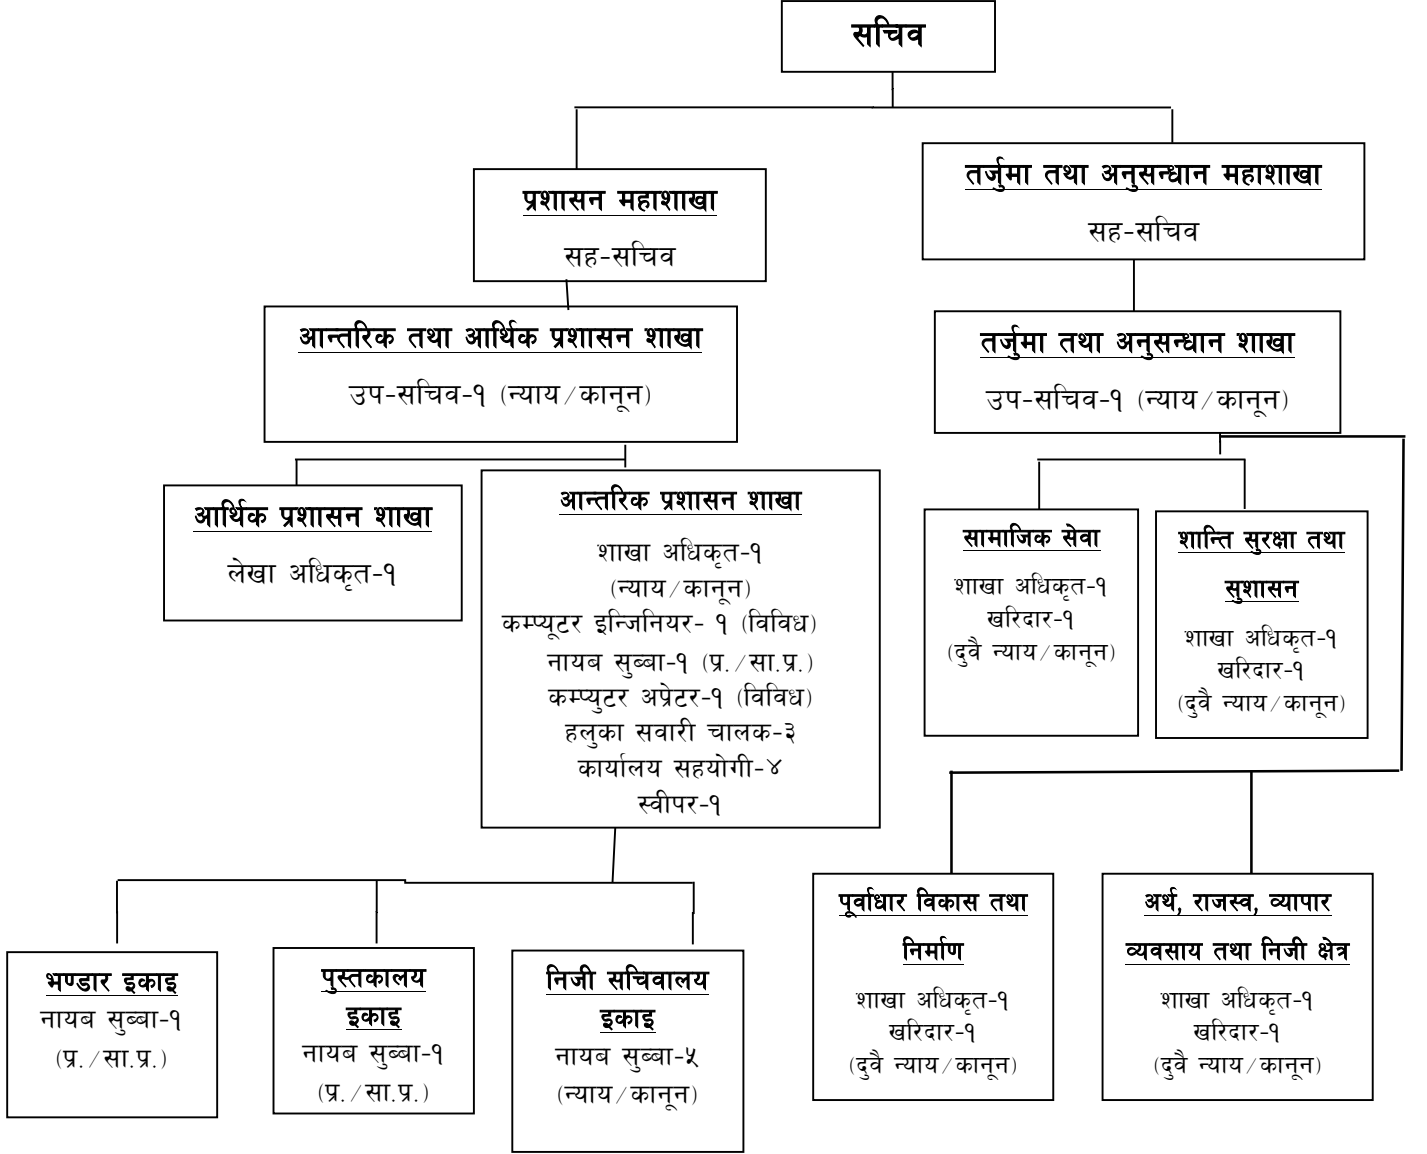 सचिव
प्रशासन महाशाखा
सह-सचिव
तर्जुमा तथा अनुसन्धान महाशाखा
सह-सचिव
आन्तरिक तथा आर्थिक प्रशासन शाखा
उप-सचिव-१ (न्याय/कानून)
तर्जुमा तथा अनुसन्धान शाखा
उप-सचिव-१ (न्याय/कानून)
आर्थिक प्रशासन शाखा
लेखा अधिकृत-१
आन्तरिक प्रशासन शाखा
शाखा अधिकृत-१
(न्याय/कानून)
कम्प्यूटर इन्जिनियर- १ (विविध)
नायब सुब्बा-१ (प्र./सा.प्र.)
कम्प्युटर अप्रेटर-१ (विविध)
हलुका सवारी चालक-३
कार्यालय सहयोगी-४
स्वीपर-१
सामाजिक सेवा
शाखा अधिकृत-१
खरिदार-१
(दुवै न्याय/कानून)
शान्ति सुरक्षा तथा
सुशासन
शाखा अधिकृत-१
खरिदार-१
(दुवै न्याय/कानून)
भण्डार इकाइ
नायब सुब्बा-१
(प्र./सा.प्र.)
पुस्तकालय
इकाइ
नायब सुब्बा-१
(प्र./सा.प्र.)
निजी सचिवालय
इकाइ
नायब सुब्बा-५
(न्याय/कानून)
पूर्वाधार विकास तथा
निर्माण
शाखा अधिकृत-१
खरिदार-१
(दुवै न्याय/कानून)
अर्थ, राजस्व, व्यापार
व्यवसाय तथा निजी क्षेत्र
शाखा अधिकृत-१
खरिदार-१
(दुवै न्याय/कानून)